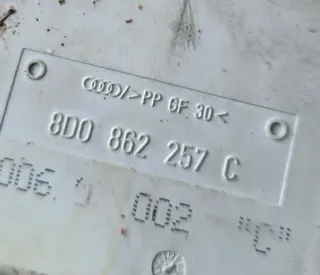 />PP GF 30<
8D0 862 257 C
006. .002 "C"